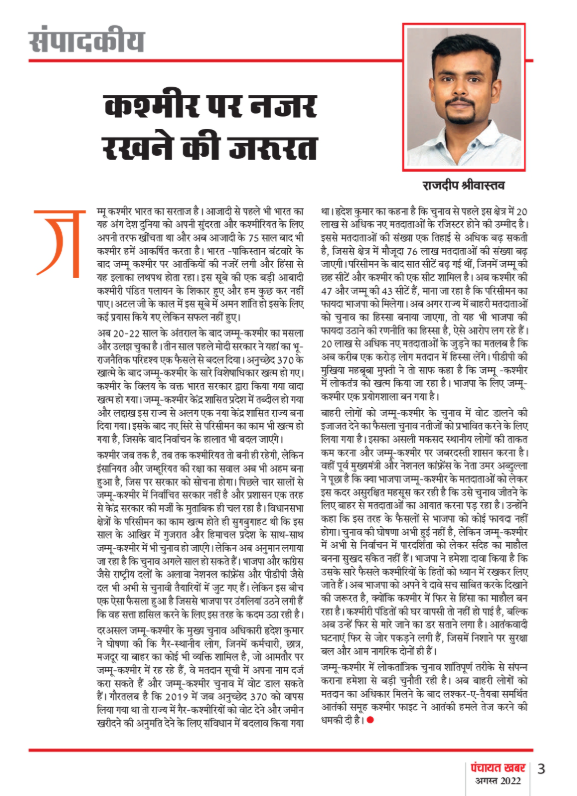 संपादकीय
कश्मीर पर नजर
रखने की जरूरत
राजदीप श्रीवास्तव
जम्मू कश्मीर भारत का सरताज है। आजादी से पहले भी भारत का
यह अंग देश दुनिया को अपनी सुंदरता और कश्मीरियत के लिए
अपनी तरफ खींचता था और अब आजादी के 75 साल बाद भी
कश्मीर हमें आकर्षित करता है। भारत -पाकिस्तान बंटवारे के
बाद जम्मू कश्मीर पर आतंकियों की नजरें लगी और हिंसा से
यह इलाका लथपथ होता रहा। इस सूबे की एक बड़ी आबादी
कश्मीरी पंडित पलायन के शिकार हुए और हम कुछ कर नहीं
पाए। अटल जी के काल में इस सूबे में अमन शांति हो इसके लिए
कई प्रयास किये गए लेकिन सफल नहीं हुए।
अब 20-22 साल के अंतराल के बाद जम्मू-कश्मीर का मसला
और उलझ चुका है। तीन साल पहले मोदी सरकार ने यहां का भू-
राजनैतिक परिदृश्य एक फैसले से बदल दिया। अनुच्छेद 370 के
खात्मे के बाद जम्मू-कश्मीर के सारे विशेषाधिकार खत्म हो गए।
कश्मीर के विलय के वक्त भारत सरकार द्वारा किया गया वादा
खत्म हो गया। जम्मू-कश्मीर केंद्र शासित प्रदेश में तब्दील हो गया
और लद्दाख इस राज्य से अलग एक नया केंद्र शासित राज्य बना
दिया गया। इसके बाद नए सिरे से परिसीमन का काम भी खत्म हो
गया है, जिसके बाद निर्वाचन के हालात भी बदल जाएंगे।
कश्मीर जब तक है, तब तक कश्मीरियत तो बनी ही रहेगी, लेकिन
इंसानियत और जम्हूरियत की रक्षा का सवाल अब भी अहम बना
हुआ है, जिस पर सरकार को सोचना होगा। पिछले चार सालों से
जम्मू-कश्मीर में निर्वाचित सरकार नहीं है और प्रशासन एक तरह
से केंद्र सरकार की मर्जी के मुताबिक ही चल रहा है। विधानसभा
क्षेत्रों के परिसीमन का काम खत्म होते ही सुगबुगाहट थी कि इस
साल के आखिर में गुजरात और हिमाचल प्रदेश के साथ-साथ
जम्मू-कश्मीर में भी चुनाव हो जाएंगे। लेकिन अब अनुमान लगाया
जा रहा है कि चुनाव अगले साल हो सकते हैं। भाजपा और कांग्रेस
जैसे राष्ट्रीय दलों के अलावा नेशनल कांफ्रेंस और पीडीपी जैसे
दल भी अभी से चुनावी तैयारियों में जुट गए हैं। लेकिन इस बीच
एक ऐसा फैसला हुआ है जिससे भाजपा पर उंगलियां उठने लगी हैं
कि वह सत्ता हासिल करने के लिए इस तरह के कदम उठा रही है।
दरअसल जम्मू-कश्मीर के मुख्य चुनाव अधिकारी हृदेश कुमार
ने घोषणा की कि गैर-स्थानीय लोग, जिनमें कर्मचारी, छात्र,
मजदूर या बाहर का कोई भी व्यक्ति शामिल है, जो आमतौर पर
जम्मू-कश्मीर में रह रहे हैं, वे मतदान सूची में अपना नाम दर्ज
करा सकते हैं और जम्मू-कश्मीर चुनाव में वोट डाल सकते
हैं। गौरतलब है कि 2019 में जब अनुच्छेद 370 को वापस
लिया गया था तो राज्य में गैर-कश्मीरियों को वोट देने और जमीन
खरीदने की अनुमति देने के लिए संविधान में बदलाव किया गया
था। हृदेश कुमार का कहना है कि चुनाव से पहले इस क्षेत्र में 20
लाख से अधिक नए मतदाताओं के रजिस्टर होने की उम्मीद है।
इससे मतदाताओं की संख्या एक तिहाई से अधिक बढ़ सकती
है, जिससे क्षेत्र में मौजूदा 76 लाख मतदाताओं की संख्या बढ़
जाएगी। परिसीमन के बाद सात सीटें बढ़ गई थीं, जिनमें जम्मू की
छह सीटें और कश्मीर की एक सीट शामिल है। अब कश्मीर की
47 और जम्मू की 43 सीटें हैं, माना जा रहा है कि परिसीमन का
फायदा भाजपा को मिलेगा। अब अगर राज्य में बाहरी मतदाताओं
को चुनाव का हिस्सा बनाया जाएगा, तो यह भी भाजपा की
फायदा उठाने की रणनीति का हिस्सा है, ऐसे आरोप लग रहे हैं।
20 लाख से अधिक नए मतदाताओं के जुड़ने का मतलब है कि
अब करीब एक करोड़ लोग मतदान में हिस्सा लेंगे। पीडीपी की
मुखिया महबूबा मुफ्ती ने तो साफ कहा है कि जम्मू -कश्मीर
में लोकतंत्र को खत्म किया जा रहा है। भाजपा के लिए जम्मू-
कश्मीर एक प्रयोगशाला बन गया है।
बाहरी लोगों को जम्मू-कश्मीर के चुनाव में वोट डालने की
इजाजत देने का फैसला चुनाव नतीजों को प्रभावित करने के लिए
लिया गया है। इसका असली मकसद स्थानीय लोगों की ताकत
कम करना और जम्मू-कश्मीर पर जबरदस्ती शासन करना है।
वहीं पूर्व मुख्यमंत्री और नेशनल कांफ्रेंस के नेता उमर अब्दुल्ला
ने पूछा है कि क्या भाजपा जम्मू-कश्मीर के मतदाताओं को लेकर
इस कदर असुरक्षित महसूस कर रही है कि उसे चुनाव जीतने के
लिए बाहर से मतदाताओं का आयात करना पड़ रहा है। उन्होंने
कहा कि इस तरह के फैसलों से भाजपा को कोई फायदा नहीं
होगा। चुनाव की घोषणा अभी हुई नहीं है, लेकिन जम्मू-कश्मीर
में अभी से निर्वाचन में पारदर्शिता को लेकर संदेह का माहौल
बनना सुखद संकेत नहीं हैं। भाजपा ने हमेशा दावा किया है कि
उसके सारे फैसले कश्मीरियों के हितों को ध्यान में रखकर लिए
जाते हैं। अब भाजपा को अपने ये दावे सच साबित करके दिखाने
की जरूरत है, क्योंकि कश्मीर में फिर से हिंसा का माहौल बन
रहा है। कश्मीरी पंडितों की घर वापसी तो नहीं हो पाई है, बल्कि
अब उन्हें फिर से मारे जाने का डर सताने लगा है। आतंकवादी
घटनाएं फिर से जोर पकड़ने लगी हैं, जिसमें निशाने पर सुरक्षा
बल और आम नागरिक दोनों ही हैं।
जम्मू-कश्मीर में लोकतांत्रिक चुनाव शांतिपूर्ण तरीके से संपन्न
कराना हमेशा से बड़ी चुनौती रही है। अब बाहरी लोगों को
मतदान का अधिकार मिलने के बाद लश्कर-ए-तैयबा समर्थित
आतंकी समूह कश्मीर फाइट ने आतंकी हमले तेज करने की
धमकी दी है।
पंचायत खबर
अगस्त 2022
3